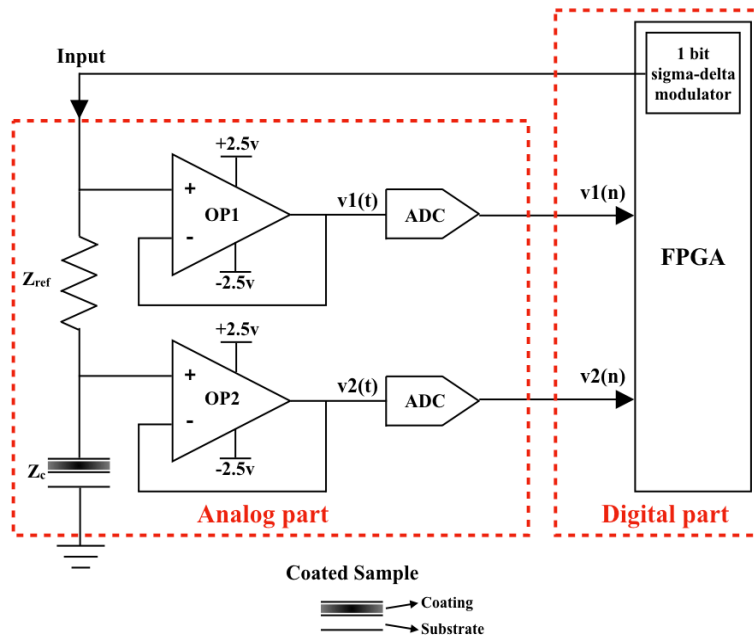 Input
1 bit
sigma-delta
modulator
+2.5v
+
OP1
-
-2.5v
v1(t)
ADC
v1(n)
FPGA
Zref
+2.5v
+
OP2
-
-2.5v
v2(t)
ADC
v2(n)
Zc
Analog part
Digital part
Coated Sample
Coating
Substrate